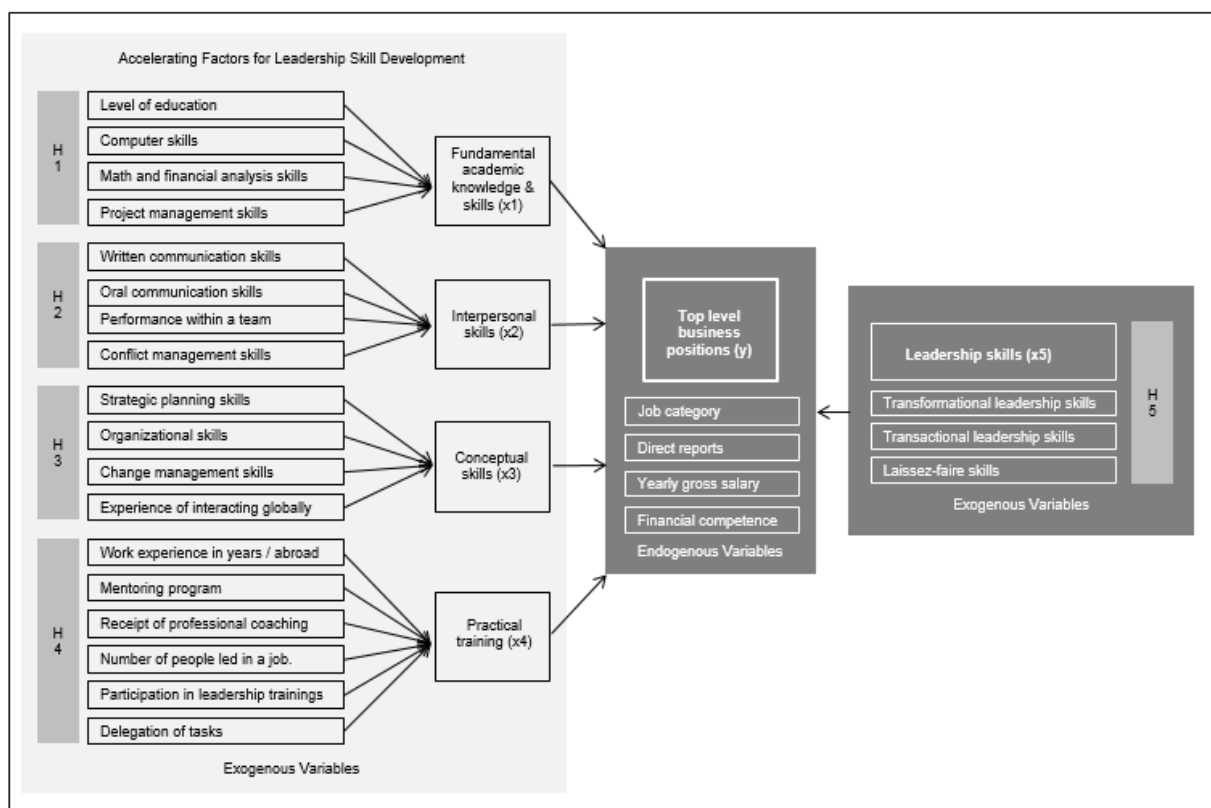 Accelerating Factors for Leadership Skill Development
H
1
Level of education
Computer skills
Math and financial analysis skills
Project management skills
Fundamental
academic
knowledge &
skills (x1)
H
2
Written communication skills
Oral communication skills
Performance within a team
Conflict management skills
Interpersonal
skills (x2)
H
3
Strategic planning skills
Organizational skills
Change management skills
Experience of interacting globally
Conceptual
skills (x3)
H
4
Work experience in years / abroad
Mentoring program
Receipt of professional coaching
Number of people led in a job.
Participation in leadership trainings
Delegation of tasks
Practical
training (x4)
Exogenous Variables
Top level
business
positions (y)
Job category
Direct reports
Yearly gross salary
Financial competence
Endogenous Variables
Leadership skills (x5)
Transformational leadership skills
Transactional leadership skills
Laissez-faire skills
Exogenous Variables
H
5